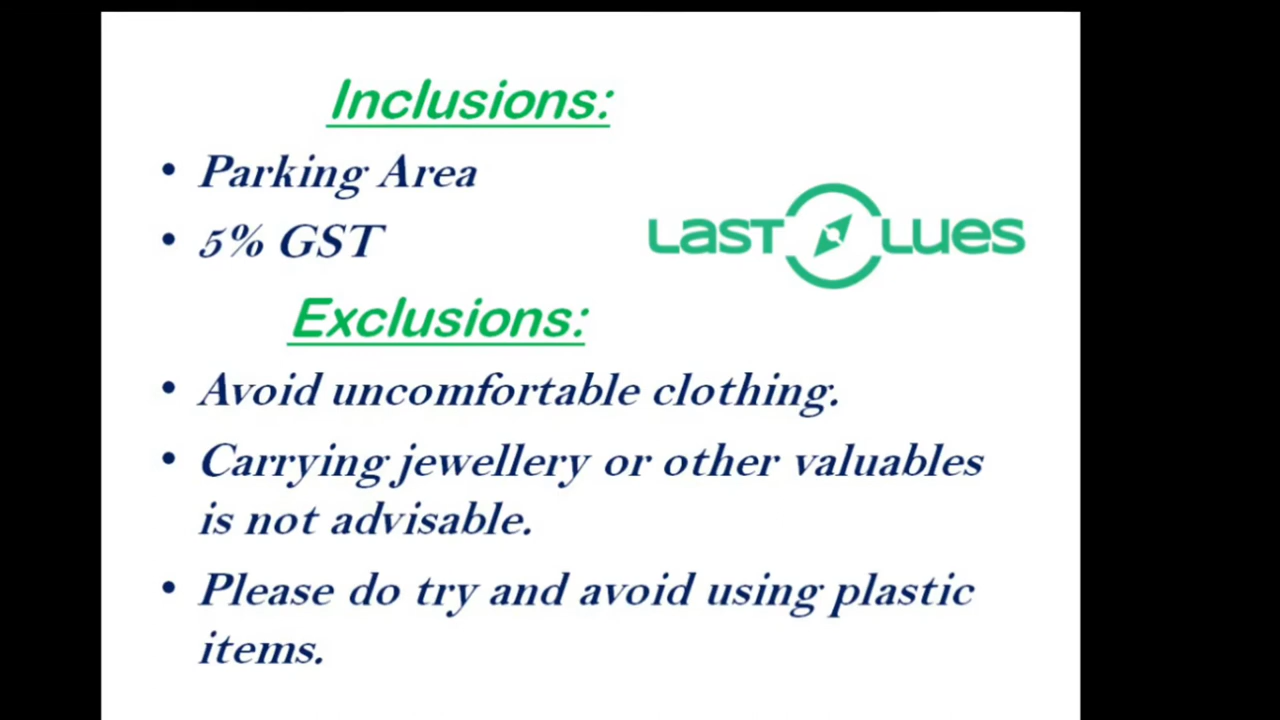 Inclusions:
• Parking Area
• 5% GST
LAST CLUES
Exclusions:
• Avoid uncomfortable clothing.
• Carrying jewellery or other valuables
is not advisable.
• Please do try and avoid using plastic
items.